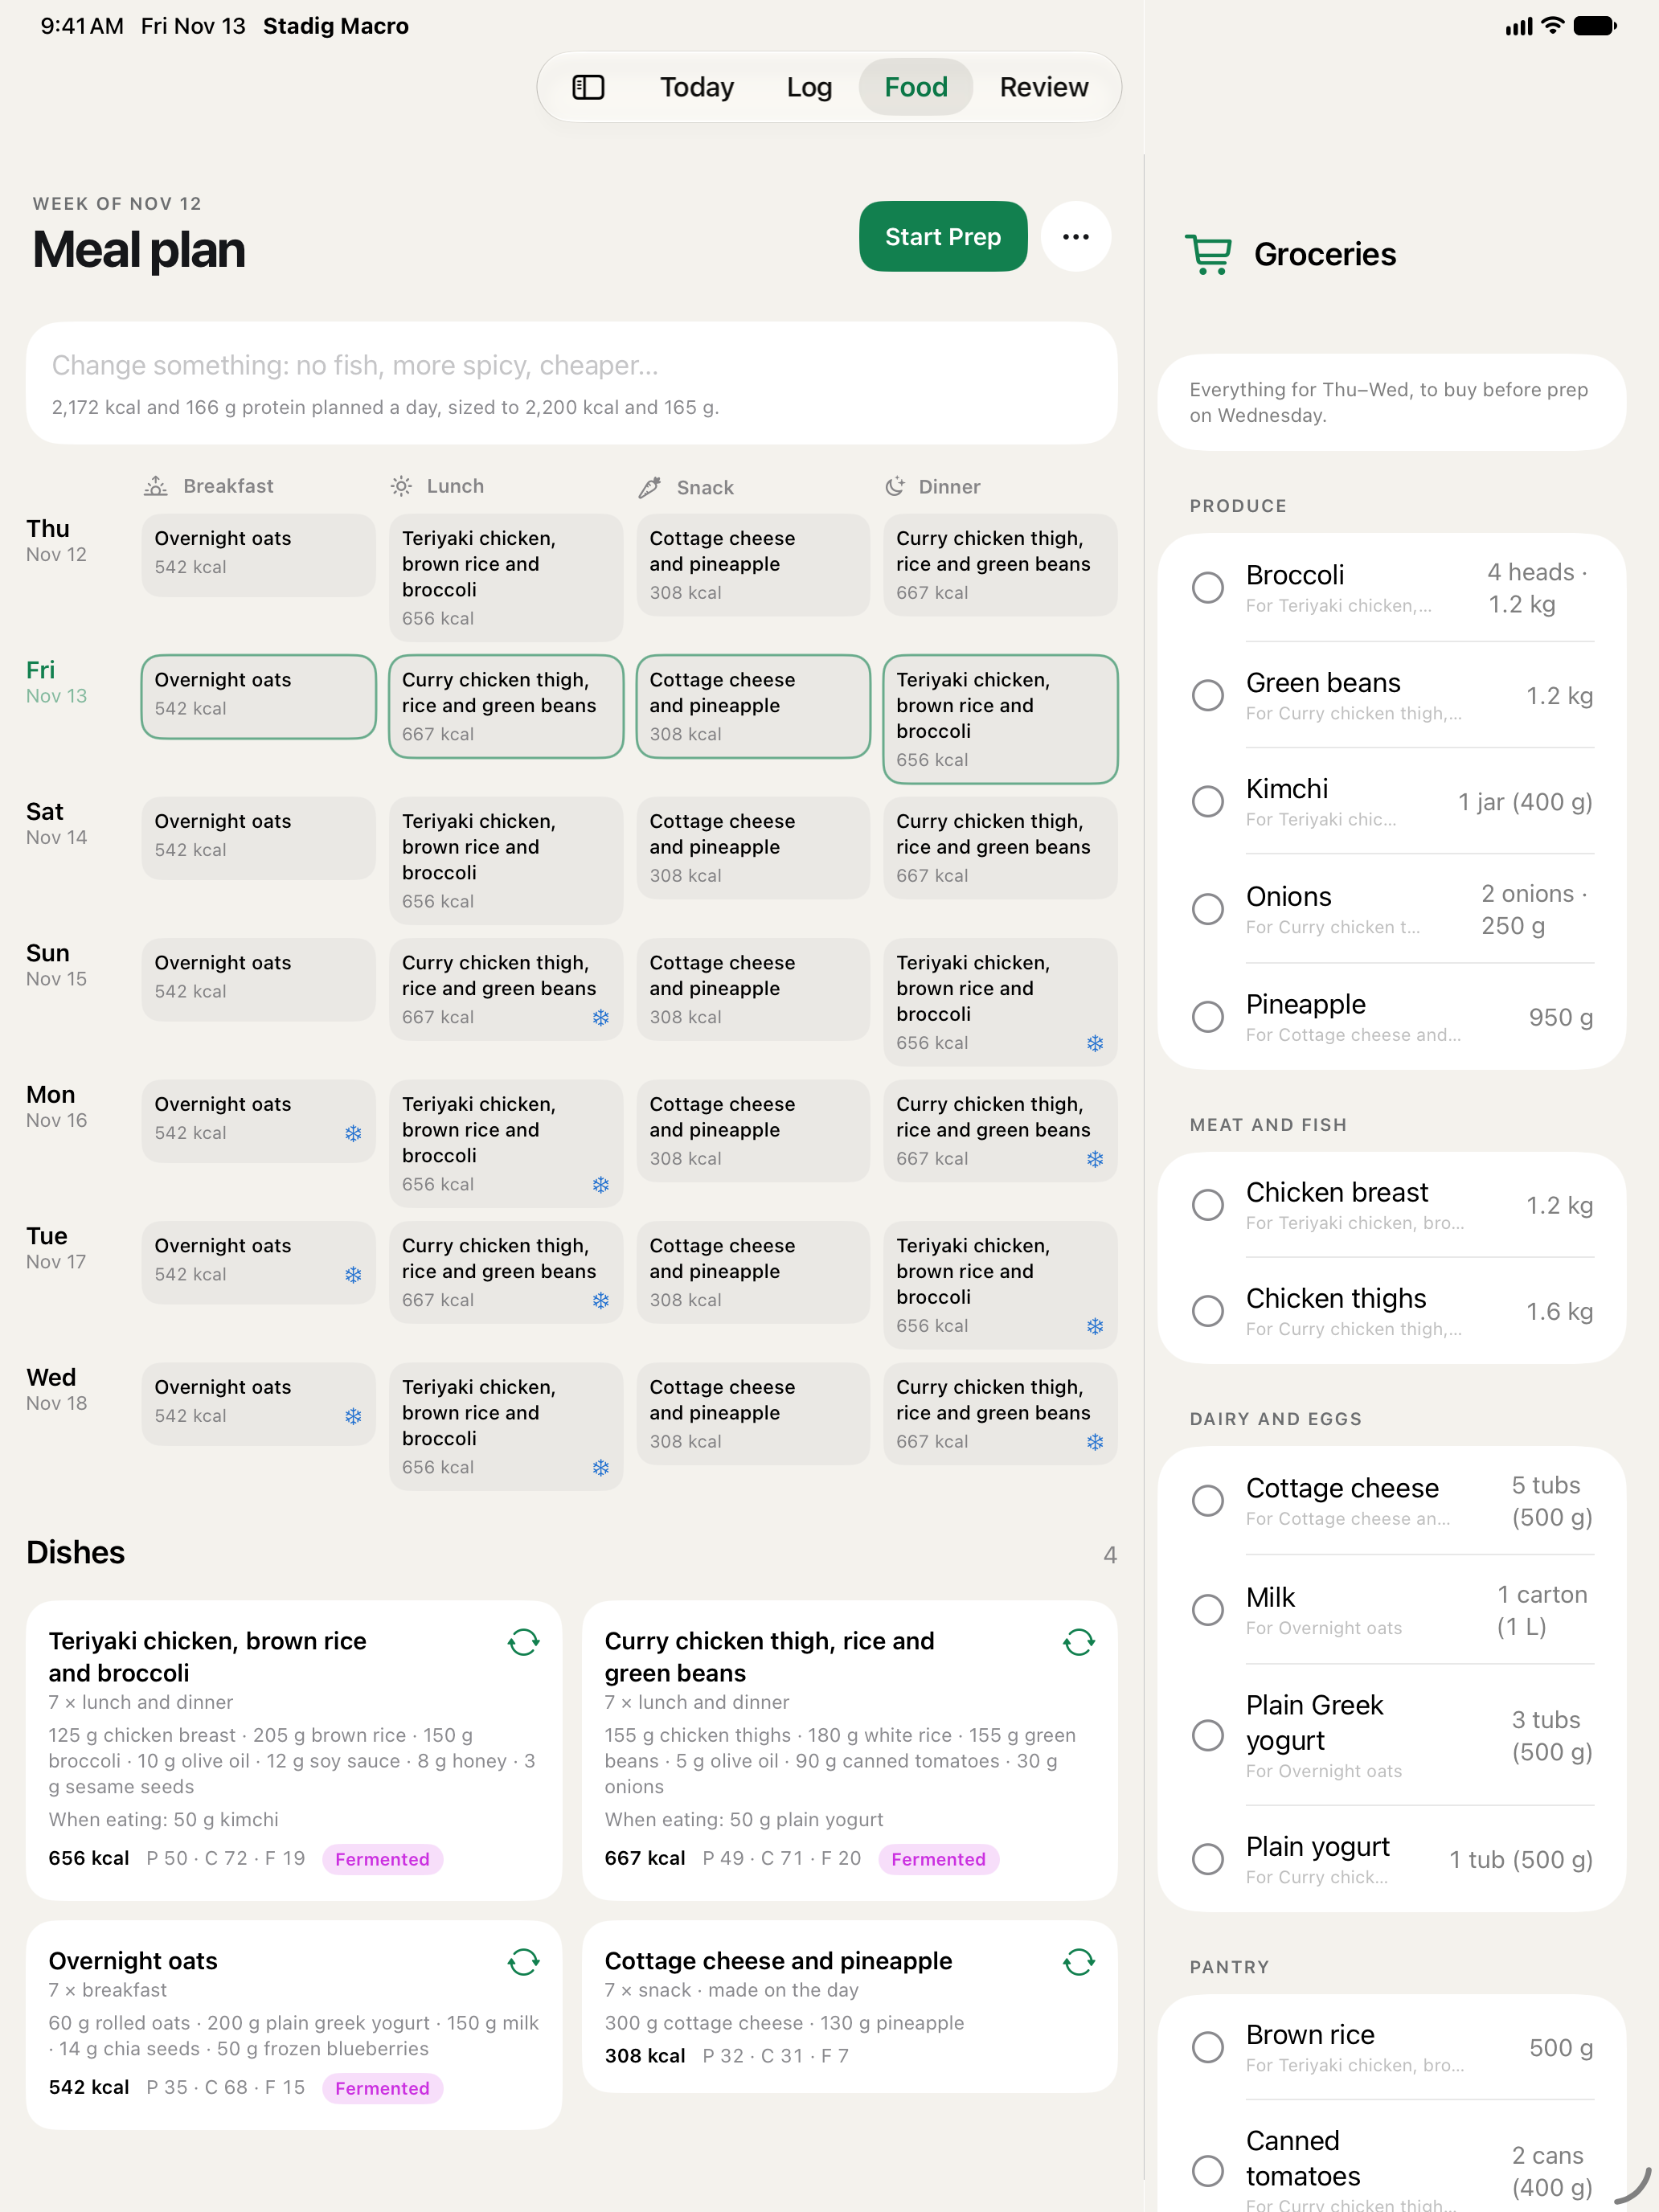 9:41 AM Fri Nov 13 Stadig Macro
Today Log Food Review
WEEK OF NOV 12
Meal plan
Start Prep
Change something: no fish, more spicy, cheaper...
2,172 kcal and 166 g protein planned a day, sized to 2,200 kcal and 165 g.
Breakfast Lunch Snack Dinner
Thu
Nov 12
Overnight oats
542 kcal
Teriyaki chicken,
brown rice and
broccoli
656 kcal
Cottage cheese
and pineapple
308 kcal
Curry chicken thigh,
rice and green beans
667 kcal
Fri
Nov 13
Overnight oats
542 kcal
Curry chicken thigh,
rice and green beans
667 kcal
Cottage cheese
and pineapple
308 kcal
Teriyaki chicken,
brown rice and
broccoli
656 kcal
Sat
Nov 14
Overnight oats
542 kcal
Teriyaki chicken,
brown rice and
broccoli
656 kcal
Cottage cheese
and pineapple
308 kcal
Curry chicken thigh,
rice and green beans
667 kcal
Sun
Nov 15
Overnight oats
542 kcal
Curry chicken thigh,
rice and green beans
667 kcal
Cottage cheese
and pineapple
308 kcal
Teriyaki chicken,
brown rice and
broccoli
656 kcal
Mon
Nov 16
Overnight oats
542 kcal
Teriyaki chicken,
brown rice and
broccoli
656 kcal
Cottage cheese
and pineapple
308 kcal
Curry chicken thigh,
rice and green beans
667 kcal
Tue
Nov 17
Overnight oats
542 kcal
Curry chicken thigh,
rice and green beans
667 kcal
Cottage cheese
and pineapple
308 kcal
Teriyaki chicken,
brown rice and
broccoli
656 kcal
Wed
Nov 18
Overnight oats
542 kcal
Teriyaki chicken,
brown rice and
broccoli
656 kcal
Cottage cheese
and pineapple
308 kcal
Curry chicken thigh,
rice and green beans
667 kcal
Dishes 4
Teriyaki chicken, brown rice
and broccoli
7 × lunch and dinner
125 g chicken breast · 205 g brown rice · 150 g
broccoli · 10 g olive oil · 12 g soy sauce · 8 g honey · 3
g sesame seeds
When eating: 50 g kimchi
656 kcal P 50 · C 72 · F 19 Fermented
Curry chicken thigh, rice and
green beans
7 × lunch and dinner
155 g chicken thighs · 180 g white rice · 155 g green
beans · 5 g olive oil · 90 g canned tomatoes · 30 g
onions
When eating: 50 g plain yogurt
667 kcal P 49 · C 71 · F 20 Fermented
Overnight oats
7 × breakfast
60 g rolled oats · 200 g plain greek yogurt · 150 g milk
· 14 g chia seeds · 50 g frozen blueberries
542 kcal P 35 · C 68 · F 15 Fermented
Cottage cheese and pineapple
7 × snack · made on the day
300 g cottage cheese · 130 g pineapple
308 kcal P 32 · C 31 · F 7
Groceries
Everything for Thu–Wed, to buy before prep
on Wednesday.
PRODUCE
Broccoli
For Teriyaki chicken,...
4 heads ·
1.2 kg
Green beans
For Curry chicken thigh,...
1.2 kg
Kimchi
For Teriyaki chic...
1 jar (400 g)
Onions
For Curry chicken t...
2 onions ·
250 g
Pineapple
For Cottage cheese and...
950 g
MEAT AND FISH
Chicken breast
For Teriyaki chicken, bro...
1.2 kg
Chicken thighs
For Curry chicken thigh,...
1.6 kg
DAIRY AND EGGS
Cottage cheese
For Cottage cheese an...
5 tubs
(500 g)
Milk
For Overnight oats
1 carton
(1 L)
Plain Greek
yogurt
For Overnight oats
3 tubs
(500 g)
Plain yogurt
For Curry chick...
1 tub (500 g)
PANTRY
Brown rice
For Teriyaki chicken, bro...
500 g
Canned
tomatoes
For Curry chicken thigh...
2 cans
(400 g)